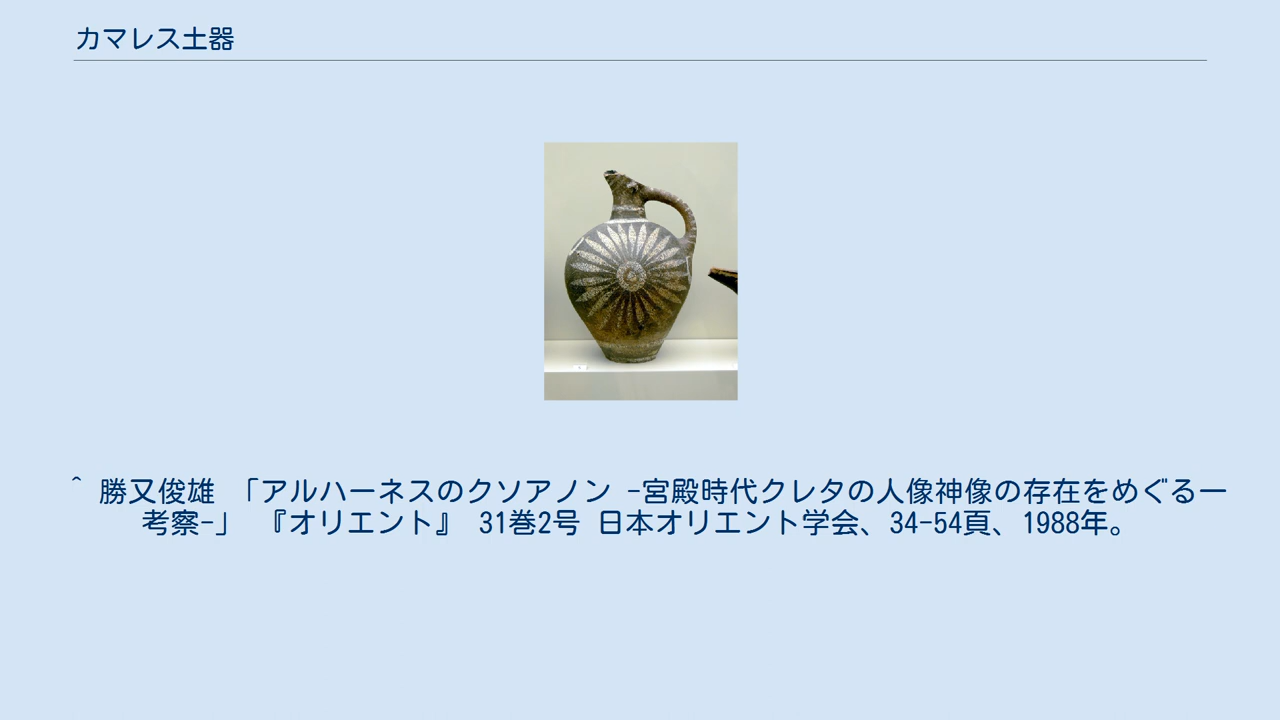 カマレス土器
^ 勝又俊雄 「アルハーネスのクソアノン -宮殿時代クレタの人像神像の存在をめぐる一
考察-」 『オリエント』 31巻2号 日本オリエント学会、34-54頁、1988年。